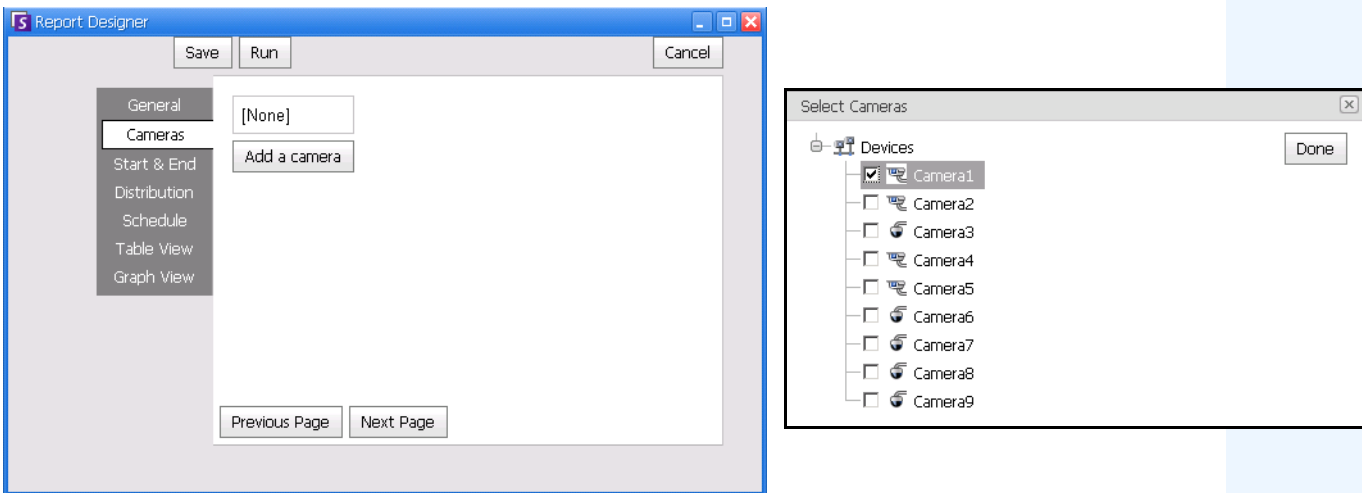 Report Designer
Save Run Cancel
General
Cameras
Start & End
Distribution
Schedule
Table View
Graph View
[None]
Add a camera
Previous Page Next Page
Select Cameras
Devices
Done
Camera1
Camera2
Camera3
Camera4
Camera5
Camera6
Camera7
Camera8
Camera9